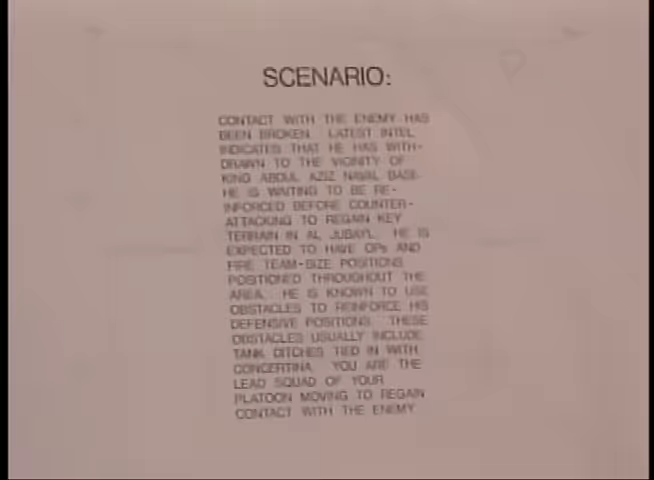 SCENARIO:
CONTACT WITH THE ENEMY HAS
BEEN BROKEN. LATEST INTEL
INDICATES THAT HE HAS WITH-
DRAWN TO THE VICINITY OF
KING ABDUL AZIZ NAVAL BASE.
HE IS WAITING TO BE RE-
INFORCED BEFORE COUNTER-
ATTACKING TO REGAIN KEY
TERRAIN IN AL JUBAYL. HE IS
EXPECTED TO HAVE OPs AND
FIRE TEAM-SIZE POSITIONS
POSITIONED THROUGHOUT THE
AREA. HE IS KNOWN TO USE
OBSTACLES TO REINFORCE HIS
DEFENSIVE POSITIONS. THESE
OBSTACLES USUALLY INCLUDE
TANK DITCHES TIED IN WITH
CONCERTINA. YOU ARE THE
LEAD SQUAD OF YOUR
PLATOON MOVING TO REGAIN
CONTACT WITH THE ENEMY.